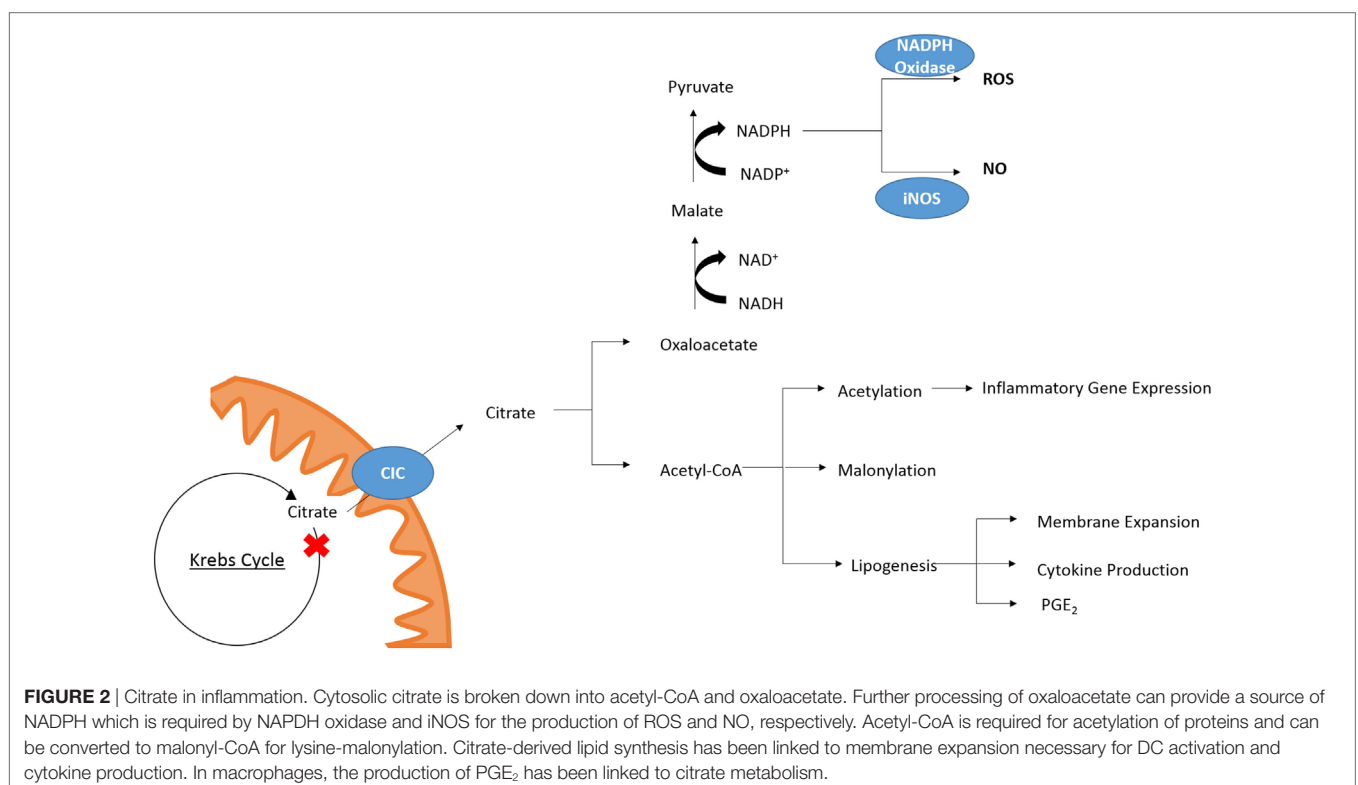 NADPH
Oxidase
Pyruvate
ROS
NADPH
NADP⁺
NO
iNOS
Malate
NAD⁺
NADH
Oxaloacetate
Acetylation
Inflammatory Gene Expression
Citrate
CIC
Acetyl-CoA
Malonylation
Citrate
Membrane Expansion
Krebs Cycle
Lipogenesis
Cytokine Production
PGE₂
FIGURE 2 | Citrate in inflammation. Cytosolic citrate is broken down into acetyl-CoA and oxaloacetate. Further processing of oxaloacetate can provide a source of
NADPH which is required by NAPDH oxidase and iNOS for the production of ROS and NO, respectively. Acetyl-CoA is required for acetylation of proteins and can
be converted to malonyl-CoA for lysine-malonylation. Citrate-derived lipid synthesis has been linked to membrane expansion necessary for DC activation and
cytokine production. In macrophages, the production of PGE₂ has been linked to citrate metabolism.